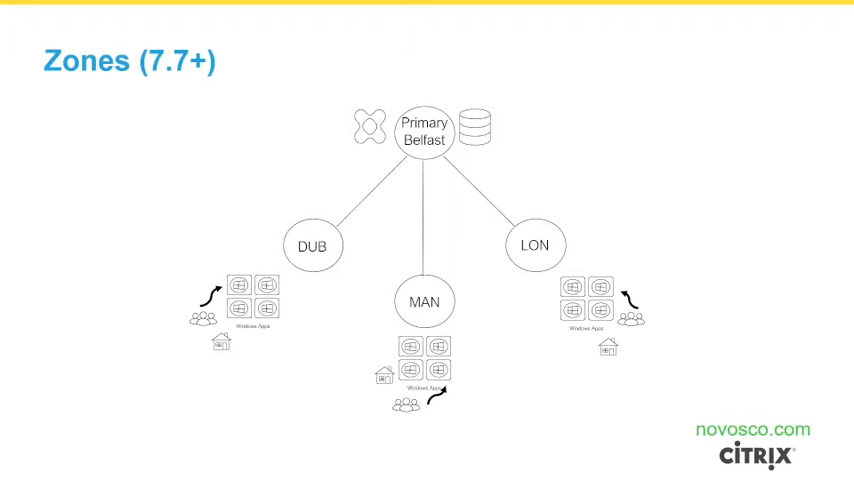 Zones (7.7+)
Primary
Belfast
DUB
LON
MAN
Windows Apps
Windows Apps
Windows Apps
novosco.com
CITRIX